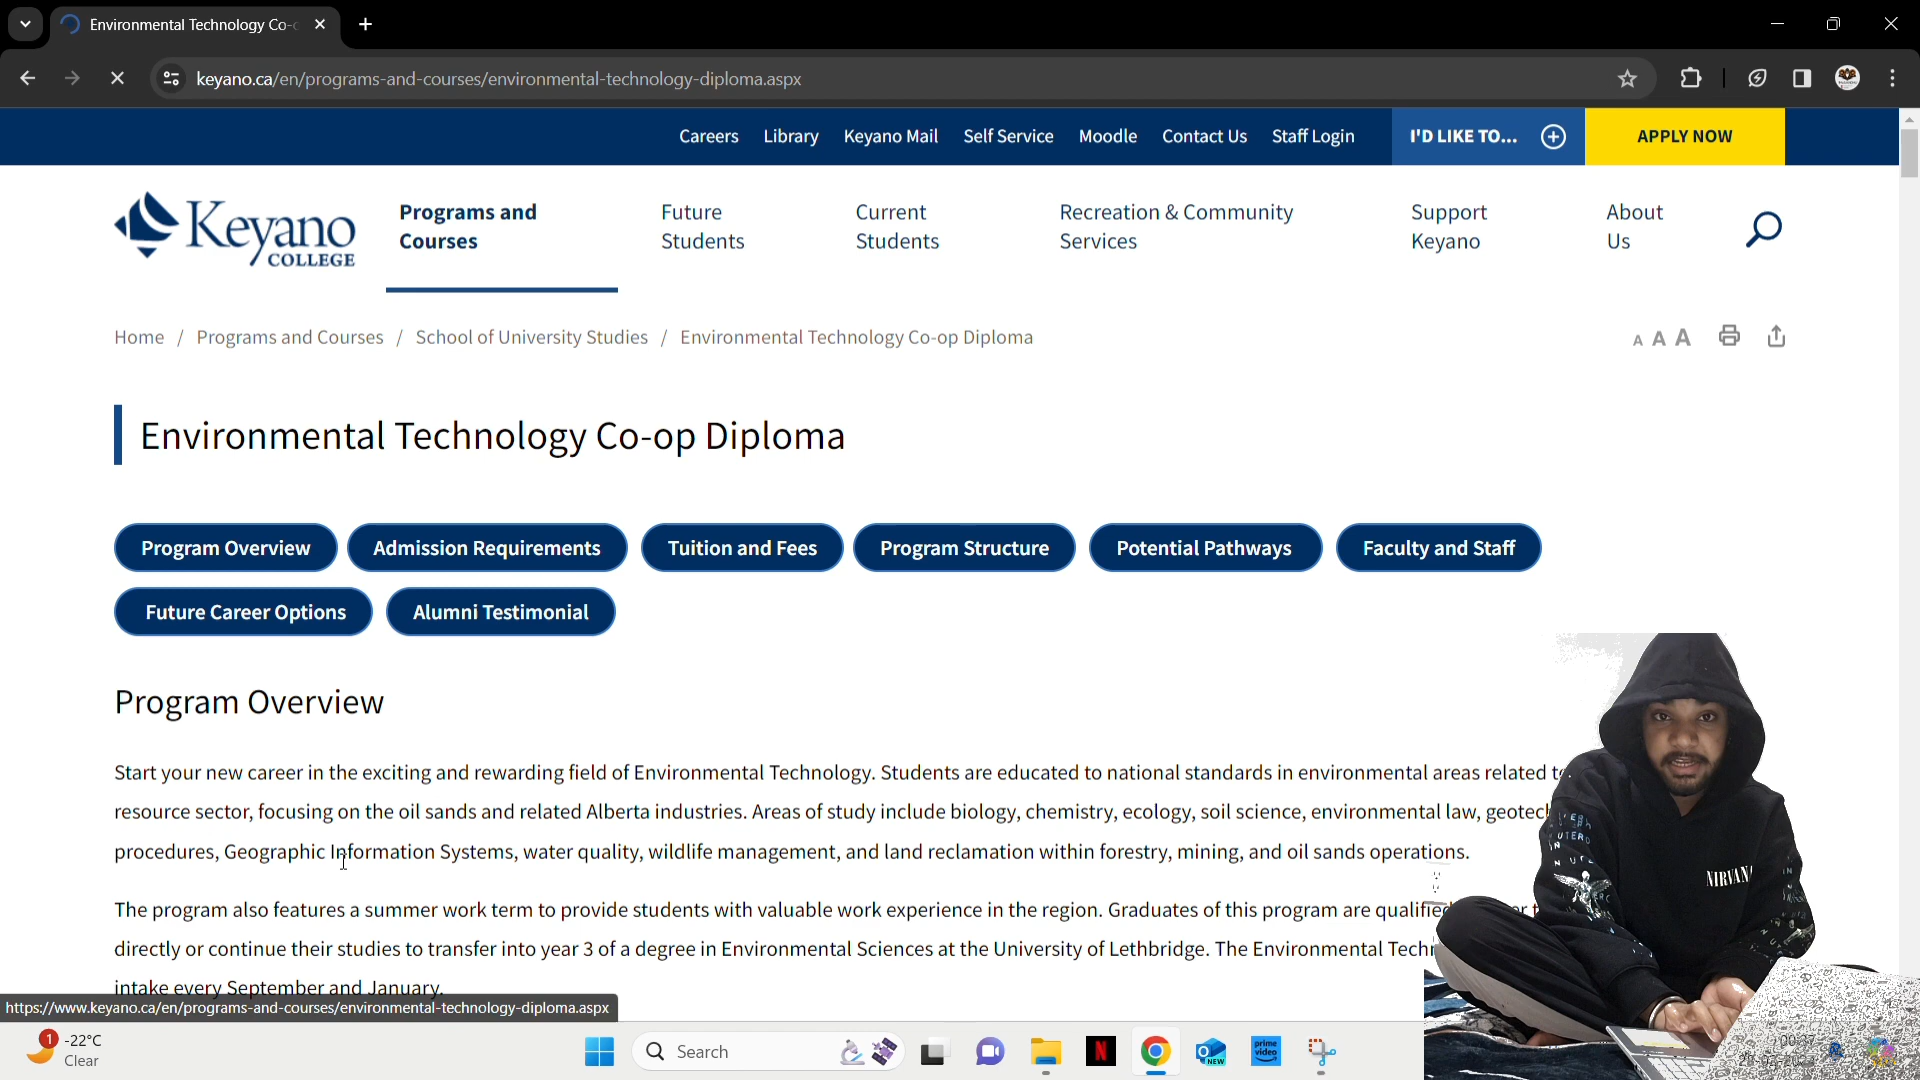 Environmental Technology Co-o
keyano.ca/en/programs-and-courses/environmental-technology-diploma.aspx
Careers Library Keyano Mail Self Service Moodle Contact Us Staff Login I'D LIKE TO... APPLY NOW
Keyano
COLLEGE
Programs and
Courses
Future
Students
Current
Students
Recreation & Community
Services
Support
Keyano
About
Us
Home / Programs and Courses / School of University Studies / Environmental Technology Co-op Diploma
A A A
Environmental Technology Co-op Diploma
Program Overview Admission Requirements Tuition and Fees Program Structure Potential Pathways Faculty and Staff
Future Career Options Alumni Testimonial
Program Overview
Start your new career in the exciting and rewarding field of Environmental Technology. Students are educated to national standards in environmental areas related
resource sector, focusing on the oil sands and related Alberta industries. Areas of study include biology, chemistry, ecology, soil science, environmental law, geotech
procedures, Geographic Information Systems, water quality, wildlife management, and land reclamation within forestry, mining, and oil sands operations.
The program also features a summer work term to provide students with valuable work experience in the region. Graduates of this program are qualified
directly or continue their studies to transfer into year 3 of a degree in Environmental Sciences at the University of Lethbridge. The Environmental Techn
intake every September and January.
https://www.keyano.ca/en/programs-and-courses/environmental-technology-diploma.aspx
NIRVANA
1
-22°C
Clear
Search
N
NEW
prime
video
00:37